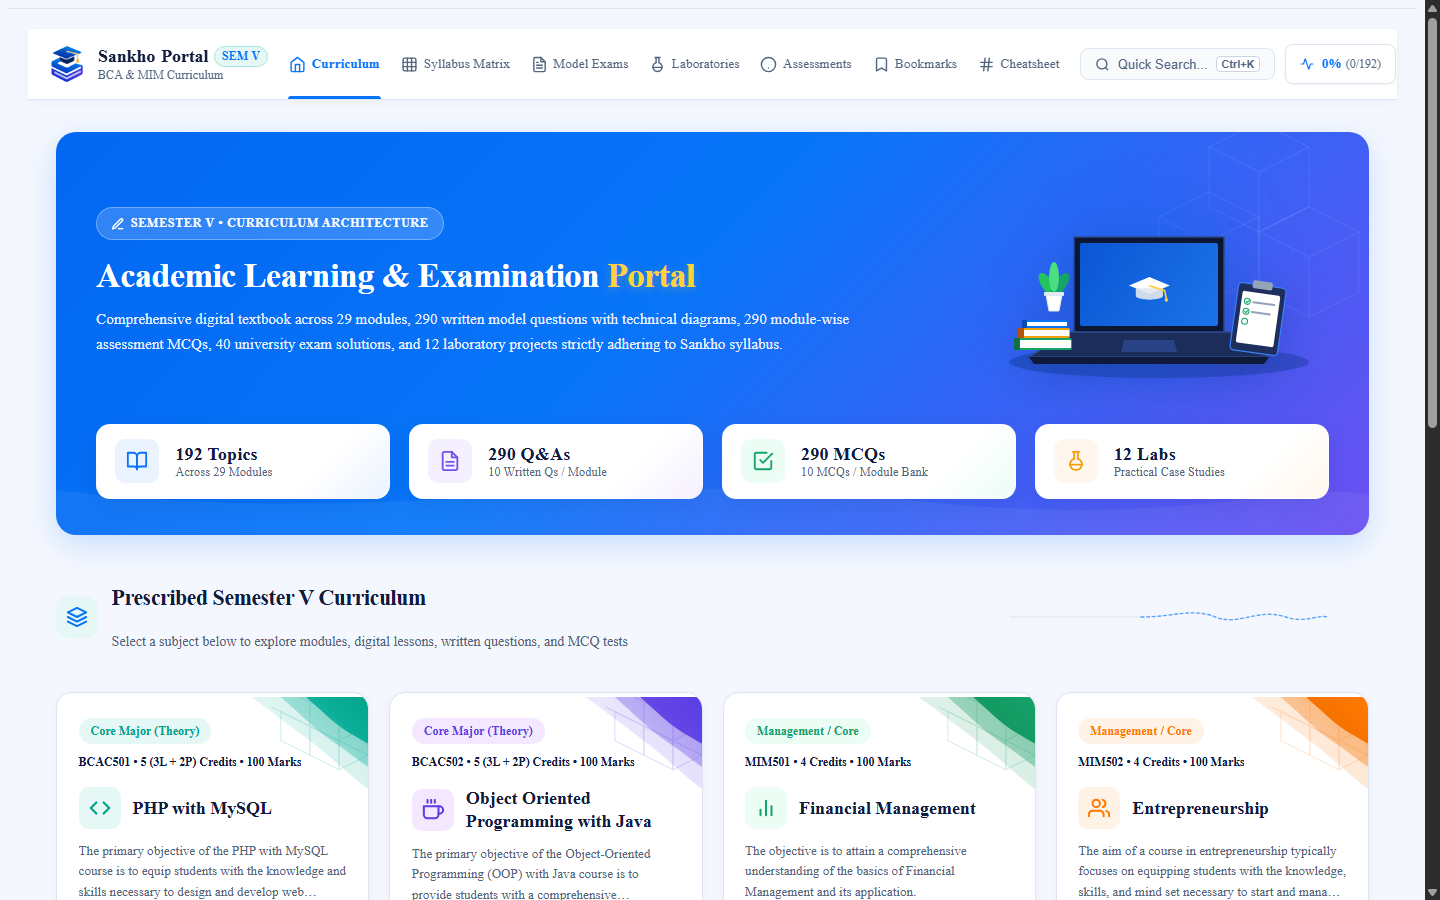 Sankho Portal SEM V
BCA & MIM Curriculum
Curriculum
Syllabus Matrix
Model Exams
Laboratories
Assessments
Bookmarks
Cheatsheet
Quick Search... Ctrl+K
0% (0/192)
SEMESTER V • CURRICULUM ARCHITECTURE
Academic Learning & Examination Portal
Comprehensive digital textbook across 29 modules, 290 written model questions with technical diagrams, 290 module-wise
assessment MCQs, 40 university exam solutions, and 12 laboratory projects strictly adhering to Sankho syllabus.
192 Topics
Across 29 Modules
290 Q&As
10 Written Qs / Module
290 MCQs
10 MCQs / Module Bank
12 Labs
Practical Case Studies
Prescribed Semester V Curriculum
Select a subject below to explore modules, digital lessons, written questions, and MCQ tests
Core Major (Theory)
BCAC501 • 5 (3L + 2P) Credits • 100 Marks
PHP with MySQL
The primary objective of the PHP with MySQL
course is to equip students with the knowledge and
skills necessary to design and develop web…
Core Major (Theory)
BCAC502 • 5 (3L + 2P) Credits • 100 Marks
Object Oriented
Programming with Java
The primary objective of the Object-Oriented
Programming (OOP) with Java course is to
provide students with a comprehensive…
Management / Core
MIM501 • 4 Credits • 100 Marks
Financial Management
The objective is to attain a comprehensive
understanding of the basics of Financial
Management and its application.
Management / Core
MIM502 • 4 Credits • 100 Marks
Entrepreneurship
The aim of a course in entrepreneurship typically
focuses on equipping students with the knowledge,
skills, and mind set necessary to start and mana…